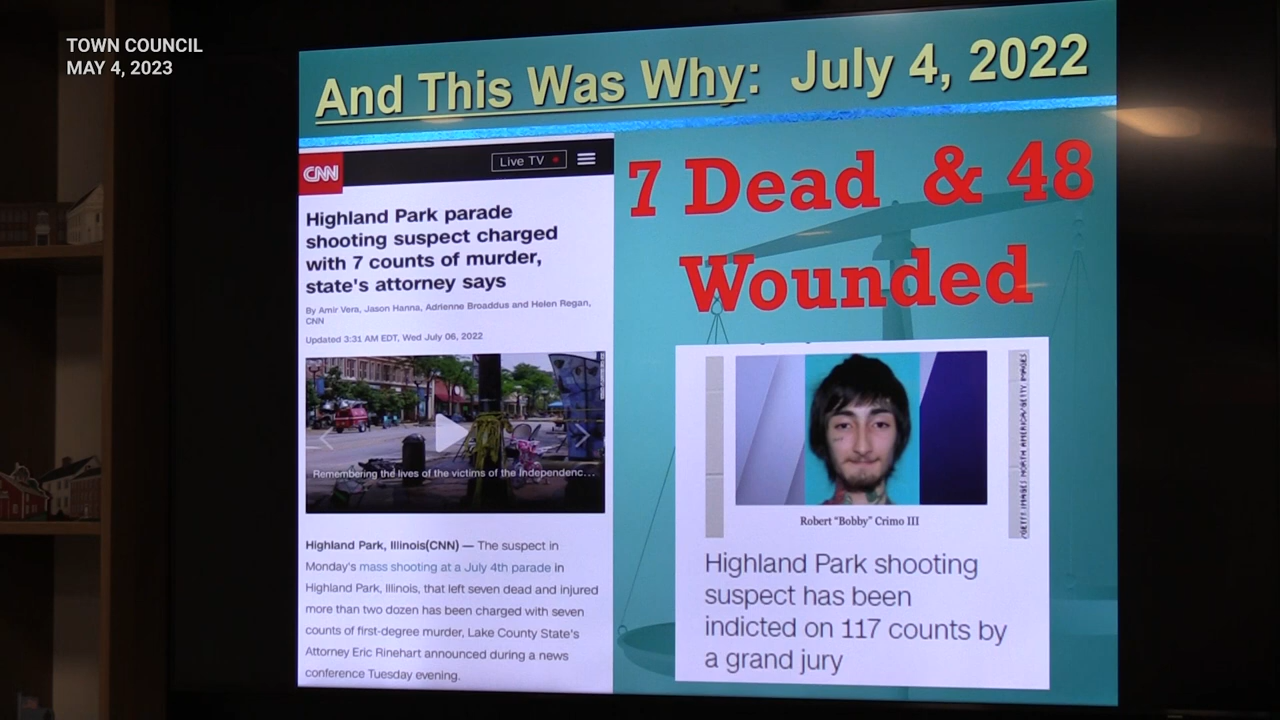 TOWN COUNCIL
MAY 4, 2023
And This Was Why: July 4, 2022
CNN
Live TV
Highland Park parade
shooting suspect charged
with 7 counts of murder,
state's attorney says
By Amir Vera, Jason Hanna, Adrienne Broaddus and Helen Regan,
CNN
Updated 3:31 AM EDT, Wed July 06, 2022
Remembering the lives of the victims of the Independenc...
Highland Park, Illinois(CNN) — The suspect in
Monday's mass shooting at a July 4th parade in
Highland Park, Illinois, that left seven dead and injured
more than two dozen has been charged with seven
counts of first-degree murder, Lake County State's
Attorney Eric Rinehart announced during a news
conference Tuesday evening.
7 Dead & 48
Wounded
/GETTY IMAGES NORTH AMERICA/GETTY IMAGES
Robert "Bobby" Crimo III
Highland Park shooting
suspect has been
indicted on 117 counts by
a grand jury